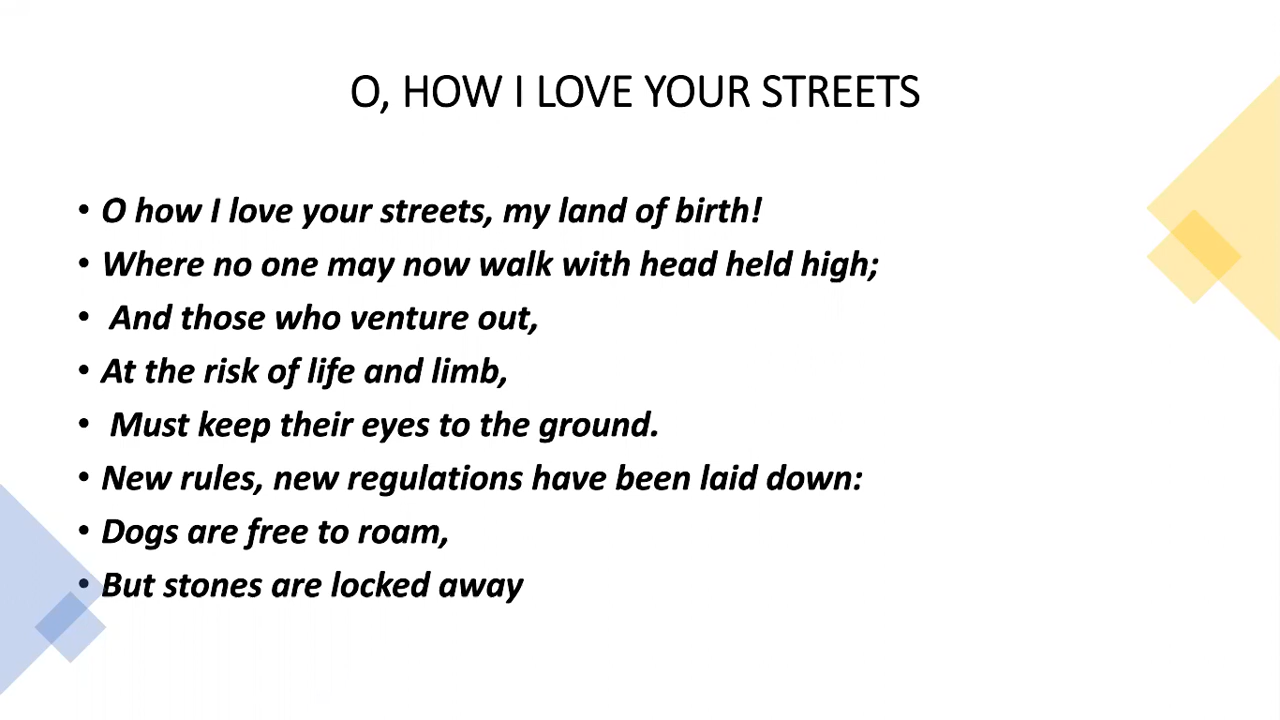 O, HOW I LOVE YOUR STREETS
• O how I love your streets, my land of birth!
• Where no one may now walk with head held high;
• And those who venture out,
• At the risk of life and limb,
• Must keep their eyes to the ground.
• New rules, new regulations have been laid down:
• Dogs are free to roam,
• But stones are locked away